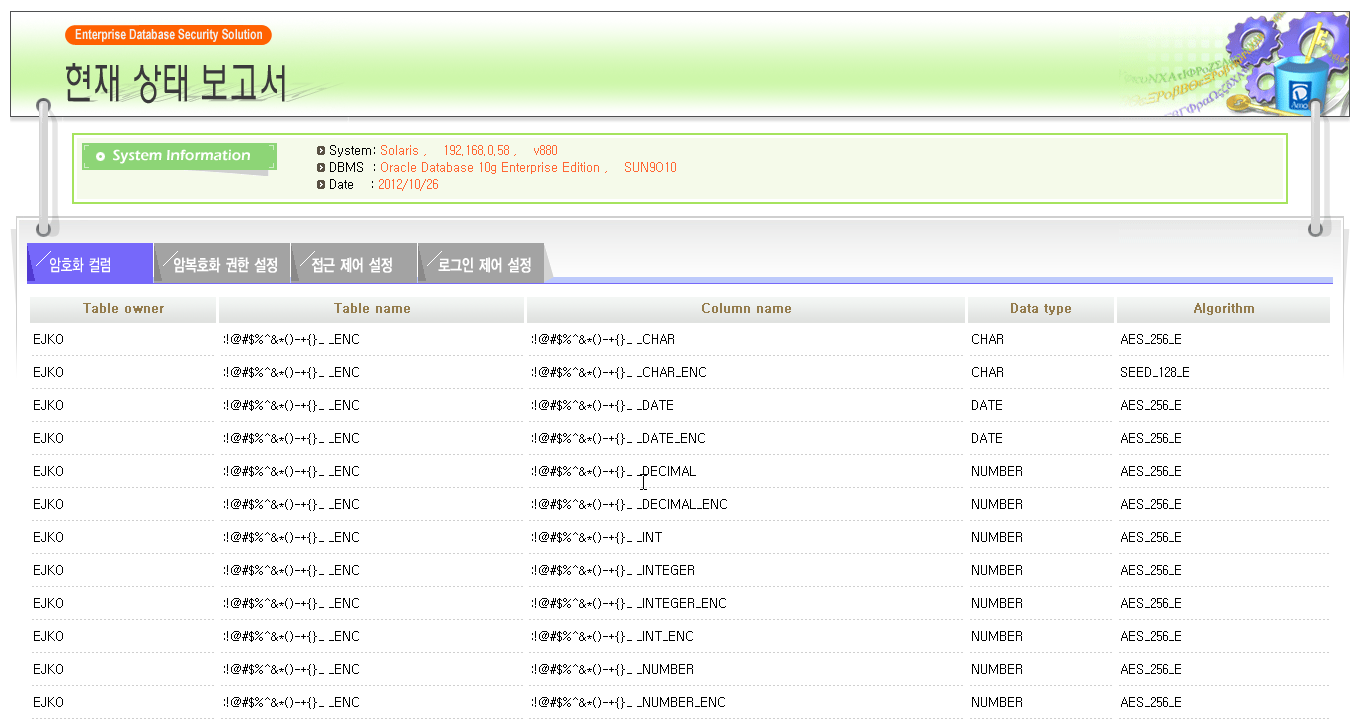 Enterprise Database Security Solution
현재 상태 보고서
System Information
System: Solaris , 192.168.0.58 , v880
DBMS : Oracle Database 10g Enterprise Edition , SUN9O10
Date : 2012/10/26
암호화 컬럼 암복호화 권한 설정 접근 제어 설정 로그인 제어 설정
Table owner Table name Column name Data type Algorithm
EJKO :!@#$%^&*()-+{}_ _ENC :!@#$%^&*()-+{}_ _CHAR CHAR AES_256_E
EJKO :!@#$%^&*()-+{}_ _ENC :!@#$%^&*()-+{}_ _CHAR_ENC CHAR SEED_128_E
EJKO :!@#$%^&*()-+{}_ _ENC :!@#$%^&*()-+{}_ _DATE DATE AES_256_E
EJKO :!@#$%^&*()-+{}_ _ENC :!@#$%^&*()-+{}_ _DATE_ENC DATE AES_256_E
EJKO :!@#$%^&*()-+{}_ _ENC :!@#$%^&*()-+{}_ _DECIMAL NUMBER AES_256_E
EJKO :!@#$%^&*()-+{}_ _ENC :!@#$%^&*()-+{}_ _DECIMAL_ENC NUMBER AES_256_E
EJKO :!@#$%^&*()-+{}_ _ENC :!@#$%^&*()-+{}_ _INT NUMBER AES_256_E
EJKO :!@#$%^&*()-+{}_ _ENC :!@#$%^&*()-+{}_ _INTEGER NUMBER AES_256_E
EJKO :!@#$%^&*()-+{}_ _ENC :!@#$%^&*()-+{}_ _INTEGER_ENC NUMBER AES_256_E
EJKO :!@#$%^&*()-+{}_ _ENC :!@#$%^&*()-+{}_ _INT_ENC NUMBER AES_256_E
EJKO :!@#$%^&*()-+{}_ _ENC :!@#$%^&*()-+{}_ _NUMBER NUMBER AES_256_E
EJKO :!@#$%^&*()-+{}_ _ENC :!@#$%^&*()-+{}_ _NUMBER_ENC NUMBER AES_256_E